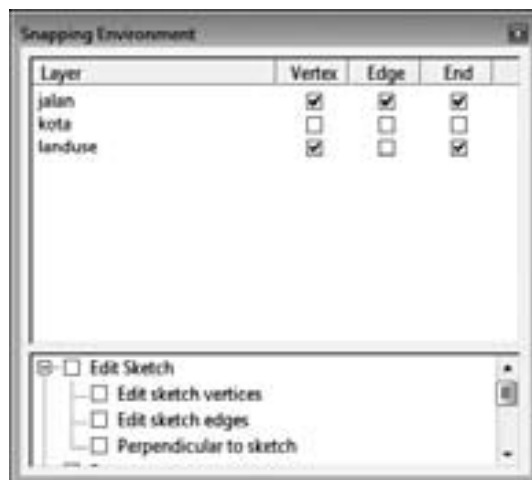 Snapping Environment
Layer Vertex Edge End
jalan
kota
landuse
Edit Sketch
Edit sketch vertices
Edit sketch edges
Perpendicular to sketch